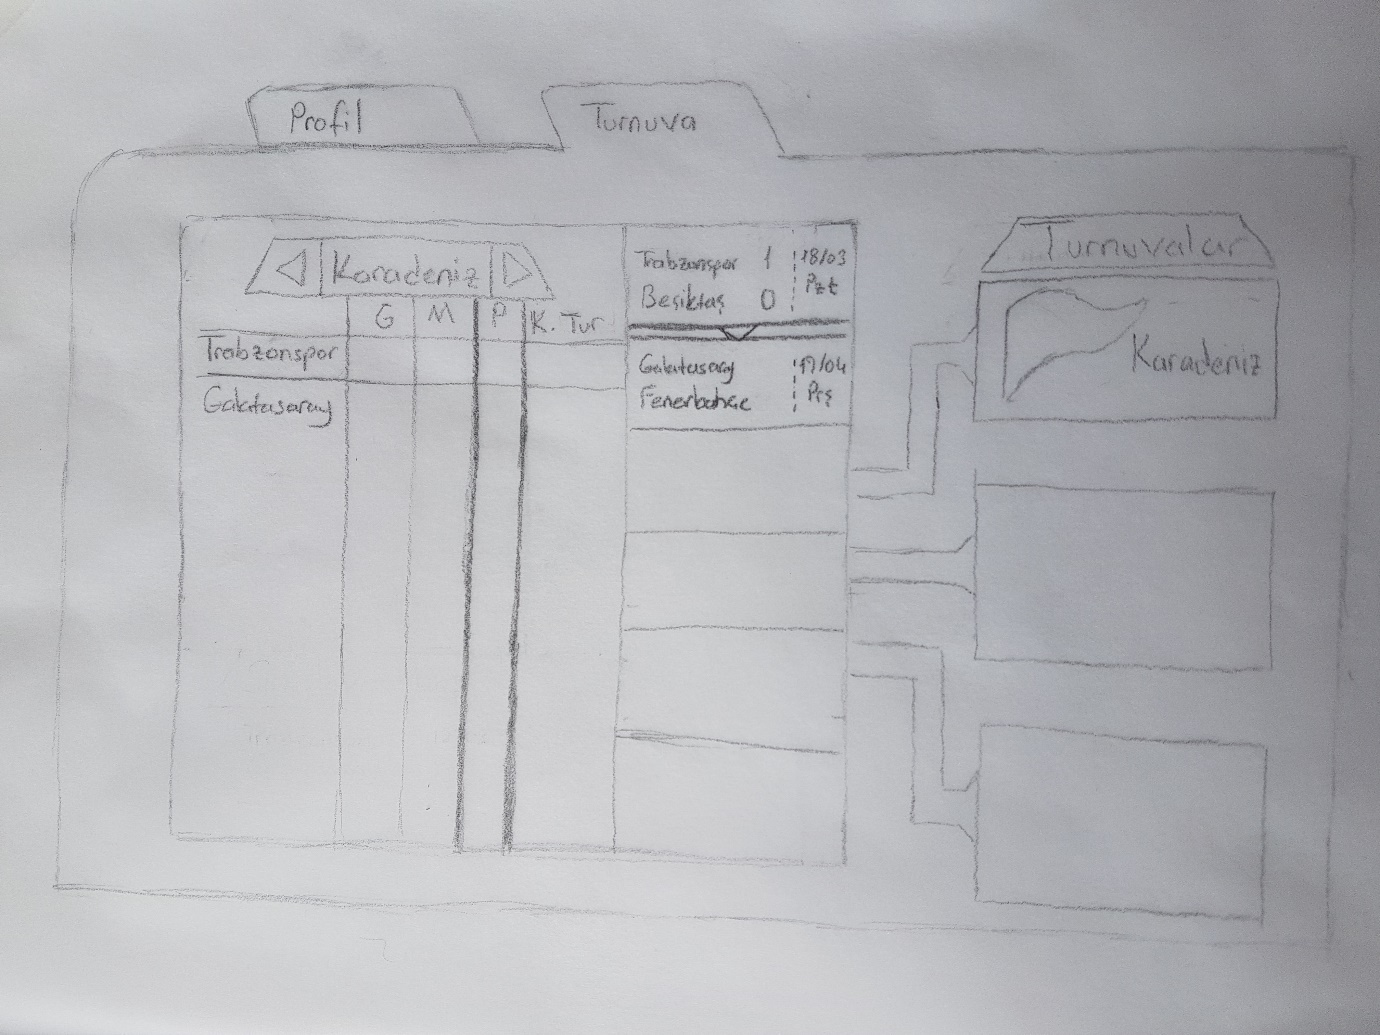 Profil
Turnuva
Karadeniz
G M P K. Tur
Trabzonspor
Galatasaray
Trabzonspor 1 18/03
Pzt
Beşiktaş 0
Galatasaray 19/04
Fenerbahçe Prş
Turnuvalar
Karadeniz